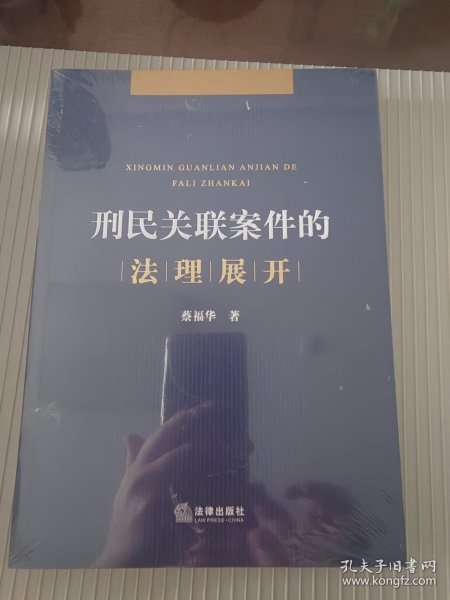 XINGMIN GUANLIAN ANJIAN DE
FALI ZHANKAI
刑民关联案件的
法理展开
蔡福华 著
法律出版社
LAW PRESS·CHINA
孔夫子旧书网
www.kongfz.com